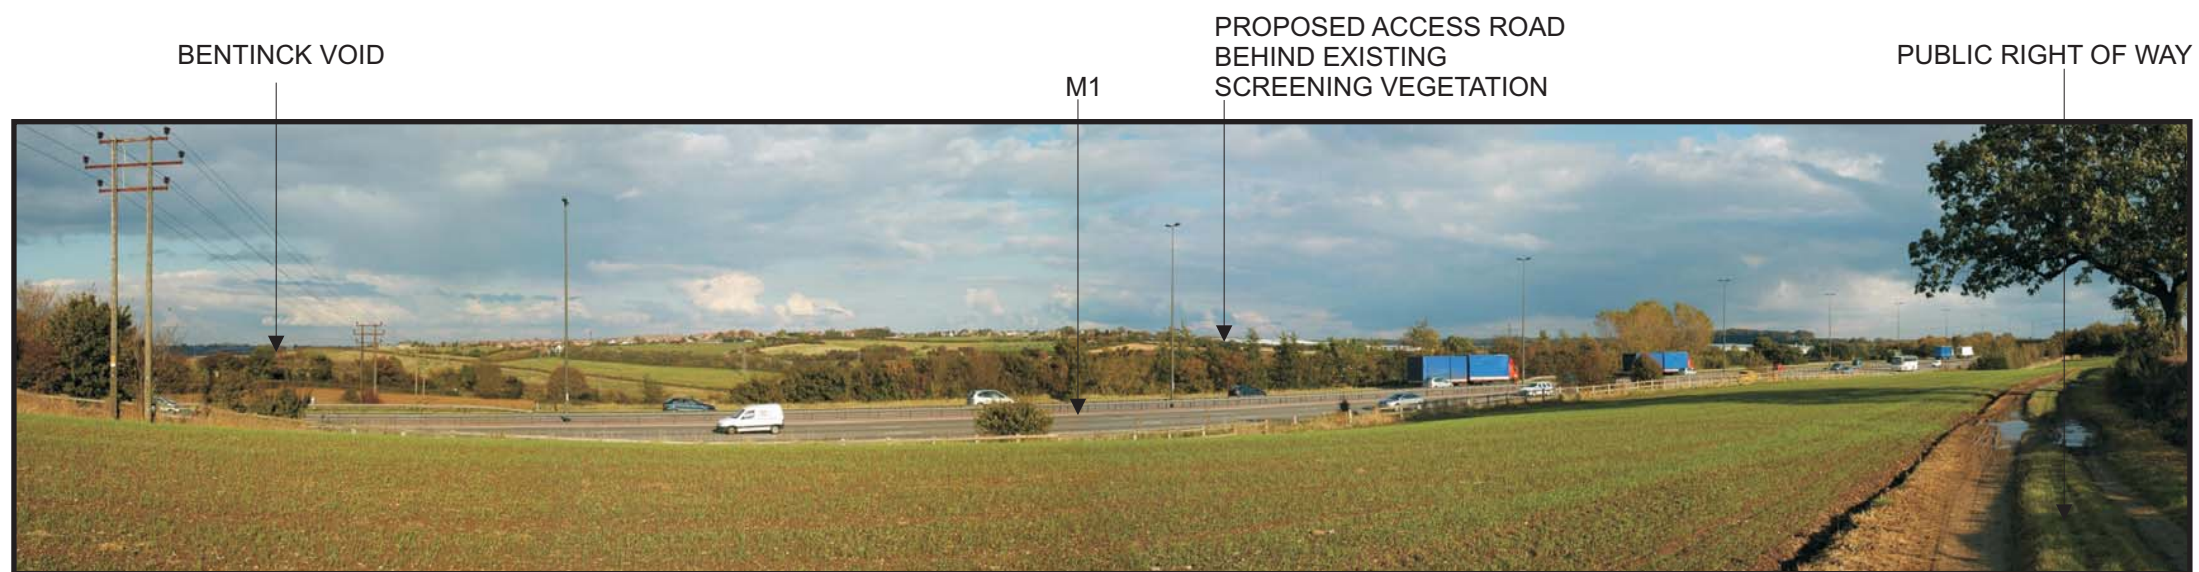 BENTINCK VOID
M1
PROPOSED ACCESS ROAD
BEHIND EXISTING
SCREENING VEGETATION
PUBLIC RIGHT OF WAY